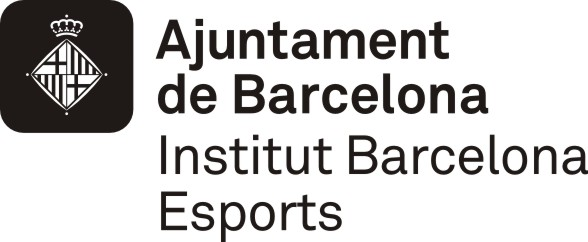 Ajuntament
de Barcelona
Institut Barcelona
Esports